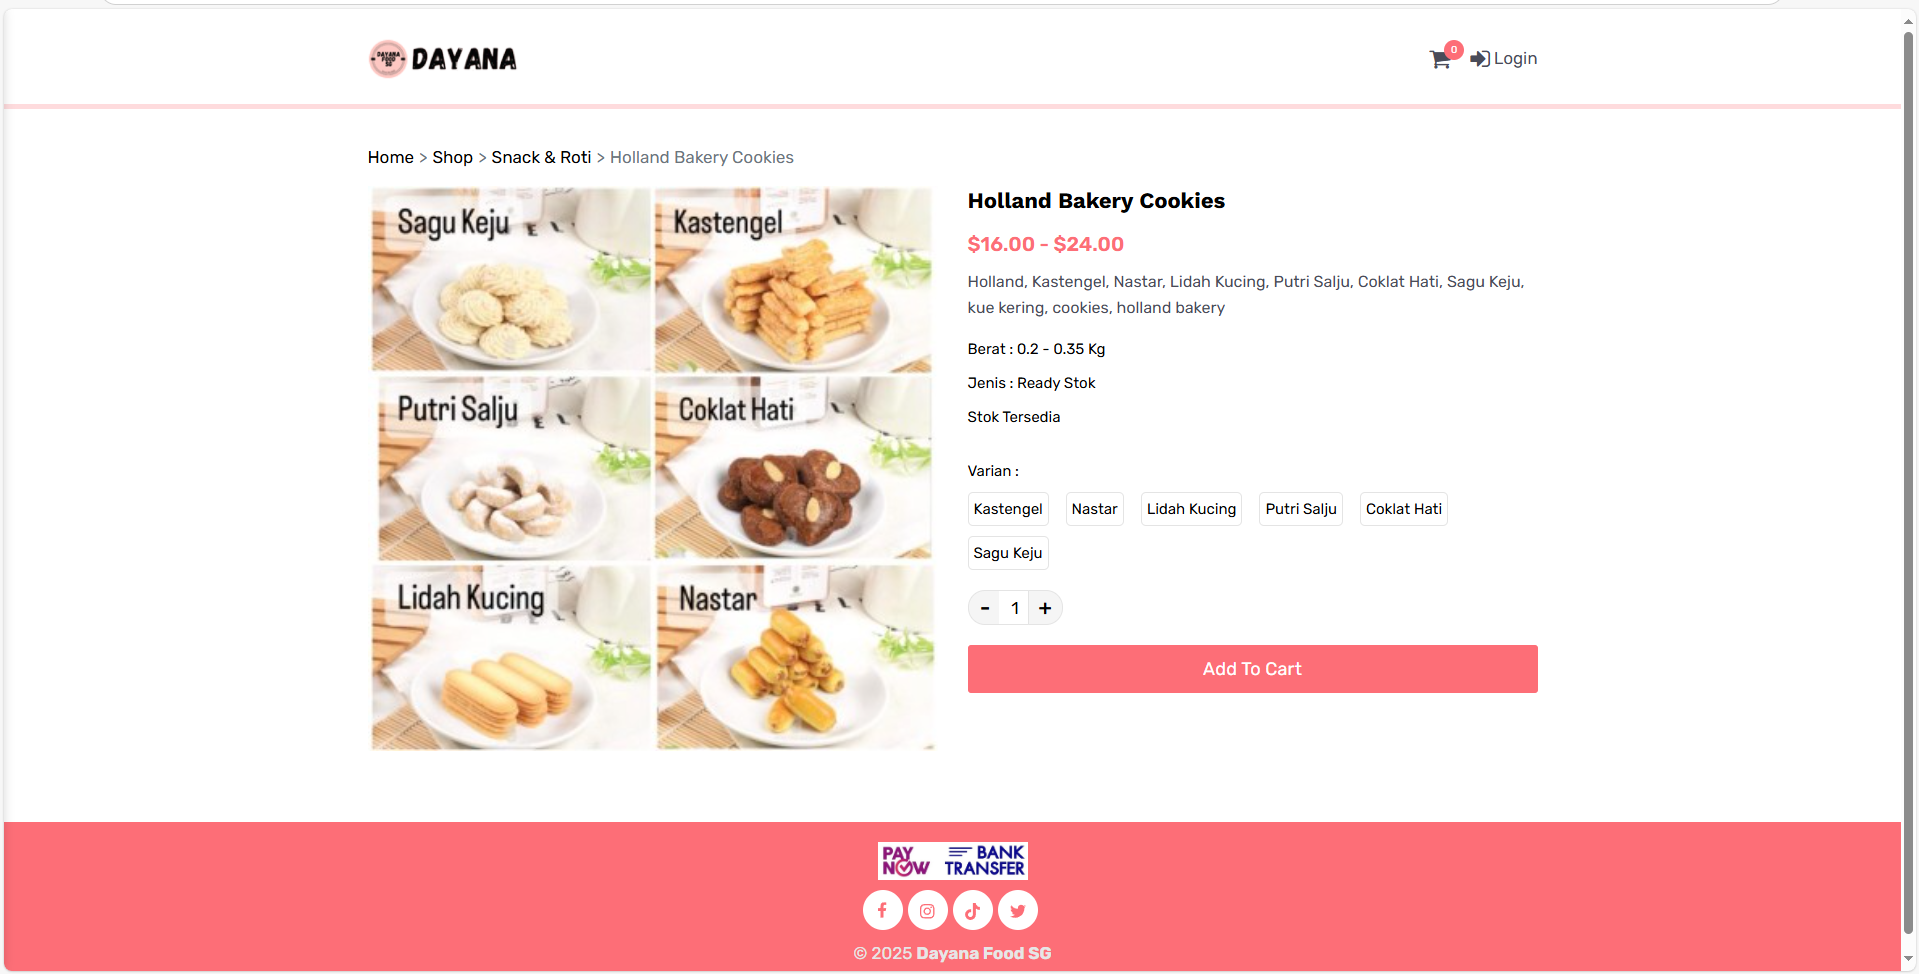 DAYANA FOOD SG
DAYANA
0
Login
Home > Shop > Snack & Roti > Holland Bakery Cookies
Sagu Keju
Kastengel
Putri Salju
Coklat Hati
Lidah Kucing
Nastar
Holland Bakery Cookies
$16.00 - $24.00
Holland, Kastengel, Nastar, Lidah Kucing, Putri Salju, Coklat Hati, Sagu Keju,
kue kering, cookies, holland bakery
Berat : 0.2 - 0.35 Kg
Jenis : Ready Stok
Stok Tersedia
Varian :
Kastengel Nastar Lidah Kucing Putri Salju Coklat Hati
Sagu Keju
- 1 +
Add To Cart
PAY NOW
BANK TRANSFER
© 2025 Dayana Food SG